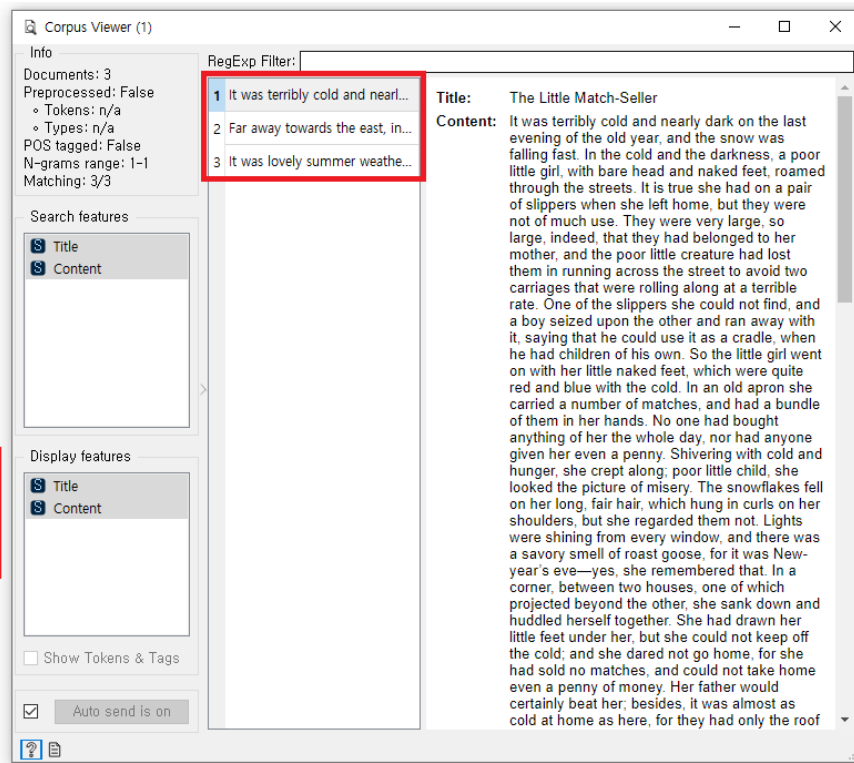 Corpus Viewer (1)
Info
Documents: 3
Preprocessed: False
◦ Tokens: n/a
◦ Types: n/a
POS tagged: False
N-grams range: 1-1
Matching: 3/3
Search features
S Title
S Content
Display features
S Title
S Content
Show Tokens & Tags
Auto send is on
RegExp Filter:
1 It was terribly cold and nearl...
2 Far away towards the east, in...
3 It was lovely summer weathe...
Title: The Little Match-Seller
Content: It was terribly cold and nearly dark on the last
evening of the old year, and the snow was
falling fast. In the cold and the darkness, a poor
little girl, with bare head and naked feet, roamed
through the streets. It is true she had on a pair
of slippers when she left home, but they were
not of much use. They were very large, so
large, indeed, that they had belonged to her
mother, and the poor little creature had lost
them in running across the street to avoid two
carriages that were rolling along at a terrible
rate. One of the slippers she could not find, and
a boy seized upon the other and ran away with
it, saying that he could use it as a cradle, when
he had children of his own. So the little girl went
on with her little naked feet, which were quite
red and blue with the cold. In an old apron she
carried a number of matches, and had a bundle
of them in her hands. No one had bought
anything of her the whole day, nor had anyone
given her even a penny. Shivering with cold and
hunger, she crept along; poor little child, she
looked the picture of misery. The snowflakes fell
on her long, fair hair, which hung in curls on her
shoulders, but she regarded them not. Lights
were shining from every window, and there was
a savory smell of roast goose, for it was New-
year's eve—yes, she remembered that. In a
corner, between two houses, one of which
projected beyond the other, she sank down and
huddled herself together. She had drawn her
little feet under her, but she could not keep off
the cold; and she dared not go home, for she
had sold no matches, and could not take home
even a penny of money. Her father would
certainly beat her; besides, it was almost as
cold at home as here, for they had only the roof